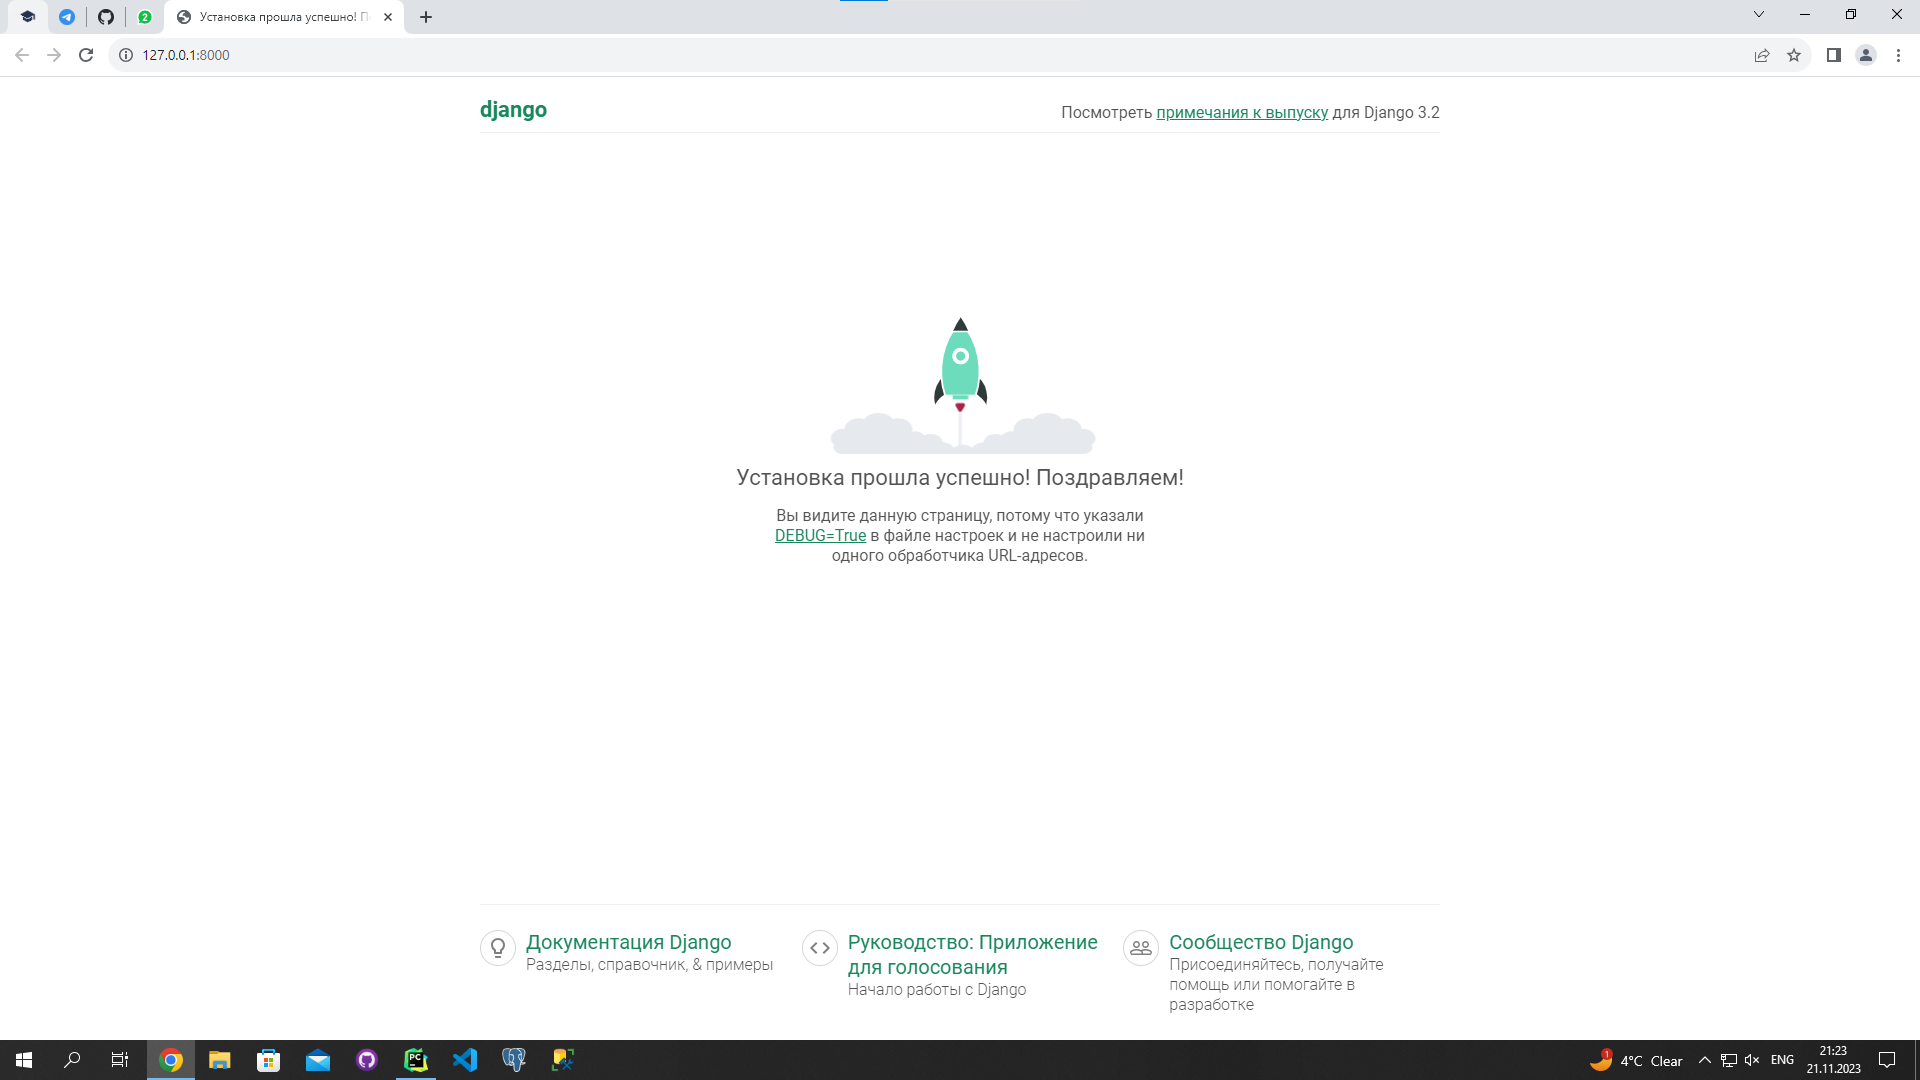 2
Установка прошла успешно! П
127.0.0.1:8000
django
Посмотреть примечания к выпуску для Django 3.2
Установка прошла успешно! Поздравляем!
Вы видите данную страницу, потому что указали
DEBUG=True в файле настроек и не настроили ни
одного обработчика URL-адресов.
Документация Django
Разделы, справочник, & примеры
Руководство: Приложение
для голосования
Начало работы с Django
Сообщество Django
Присоединяйтесь, получайте
помощь или помогайте в
разработке
PC
1
4°C Clear
ENG
21:23
21.11.2023